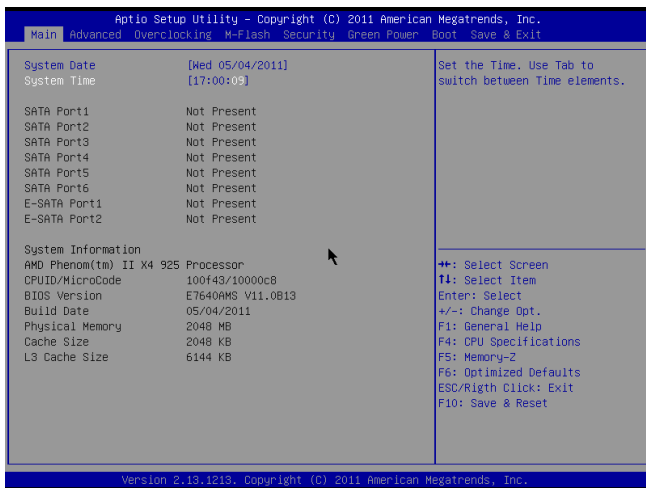 Aptio Setup Utility - Copyright (C) 2011 American Megatrends, Inc.
Main Advanced Overclocking M-Flash Security Green Power Boot Save & Exit
System Date [Wed 05/04/2011]
System Time [17:00:09]
SATA Port1 Not Present
SATA Port2 Not Present
SATA Port3 Not Present
SATA Port4 Not Present
SATA Port5 Not Present
SATA Port6 Not Present
E-SATA Port1 Not Present
E-SATA Port2 Not Present
System Information
AMD Phenom(tm) II X4 925 Processor
CPUID/MicroCode 100f43/10000c8
BIOS Version E7640AMS V11.0B13
Build Date 05/04/2011
Physical Memory 2048 MB
Cache Size 2048 KB
L3 Cache Size 6144 KB
Set the Time. Use Tab to
switch between Time elements.
→←: Select Screen
↑↓: Select Item
Enter: Select
+/-: Change Opt.
F1: General Help
F4: CPU Specifications
F5: Memory-Z
F6: Optimized Defaults
ESC/Rigth Click: Exit
F10: Save & Reset
Version 2.13.1213. Copyright (C) 2011 American Megatrends, Inc.